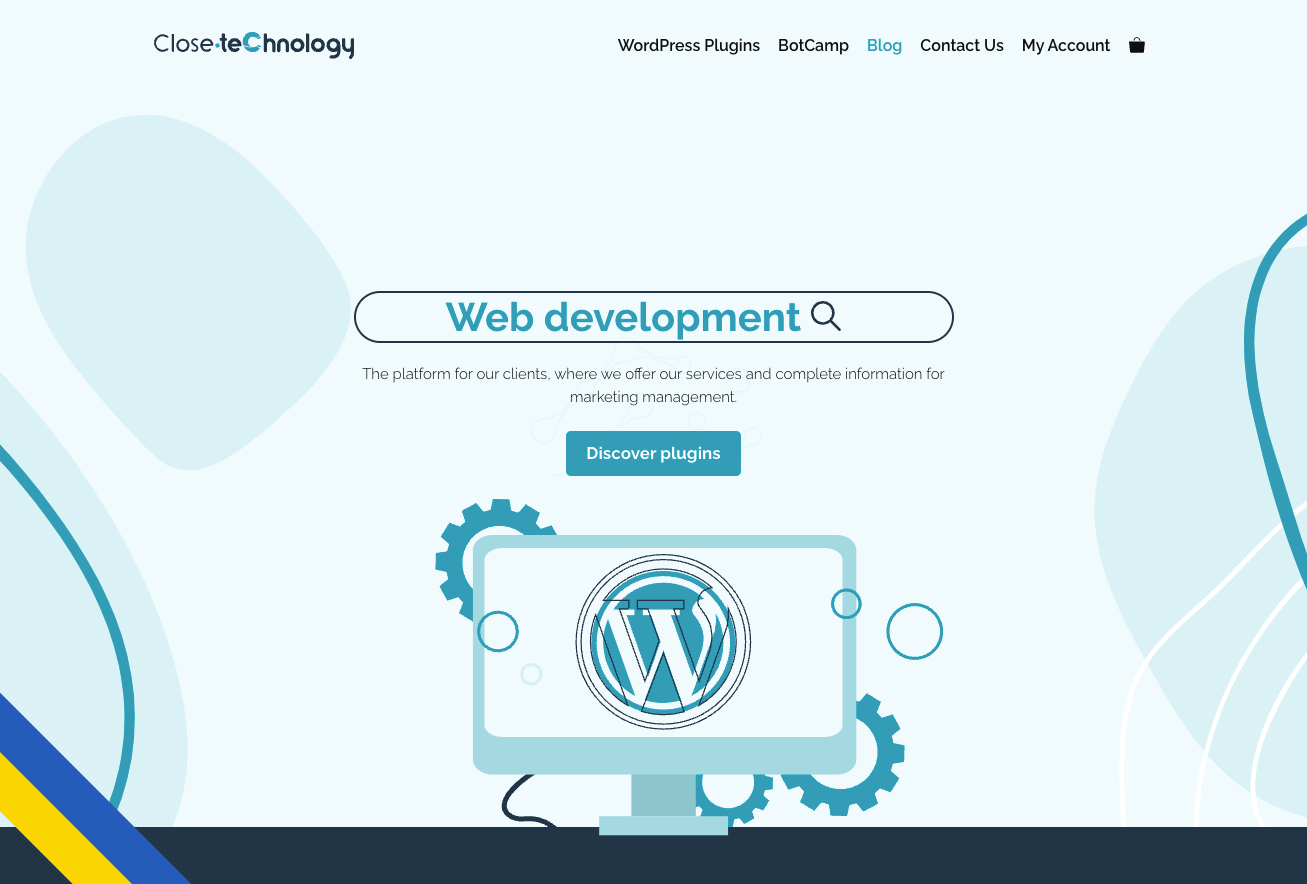 Close·teChnology
WordPress Plugins BotCamp Blog Contact Us My Account
Web development
The platform for our clients, where we offer our services and complete information for
marketing management.
Discover plugins